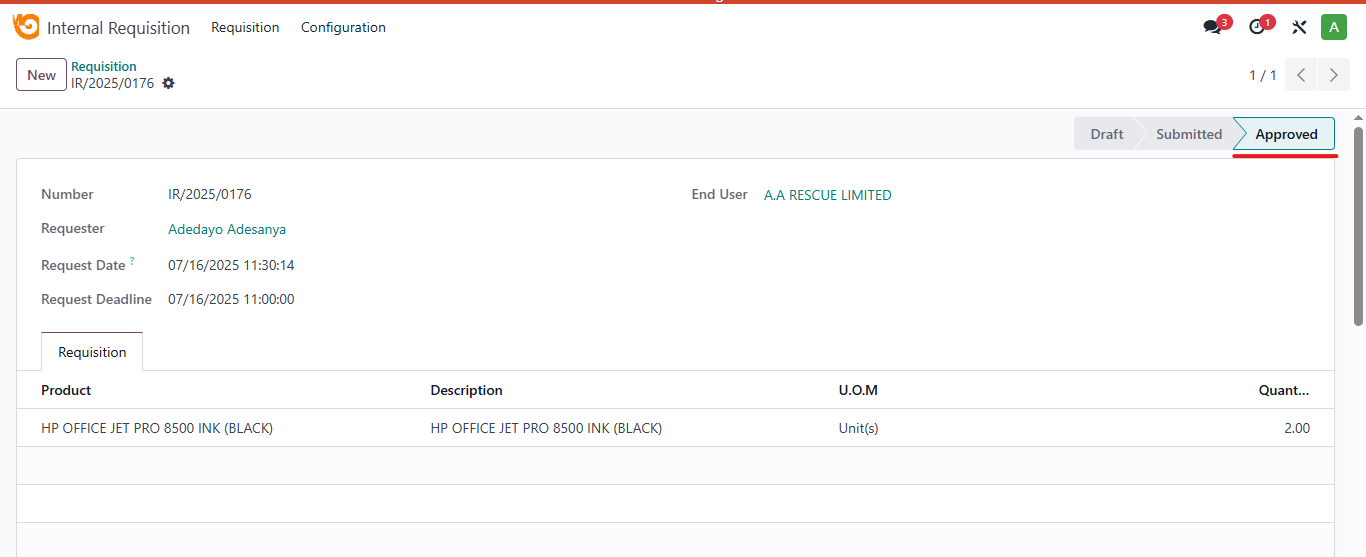 Internal Requisition Requisition Configuration 3 1 A
New Requisition
IR/2025/0176 1 / 1
Draft Submitted Approved
Number IR/2025/0176 End User A.A RESCUE LIMITED
Requester Adedayo Adesanya
Request Date ? 07/16/2025 11:30:14
Request Deadline 07/16/2025 11:00:00
Requisition
Product Description U.O.M Quant...
HP OFFICE JET PRO 8500 INK (BLACK) HP OFFICE JET PRO 8500 INK (BLACK) Unit(s) 2.00